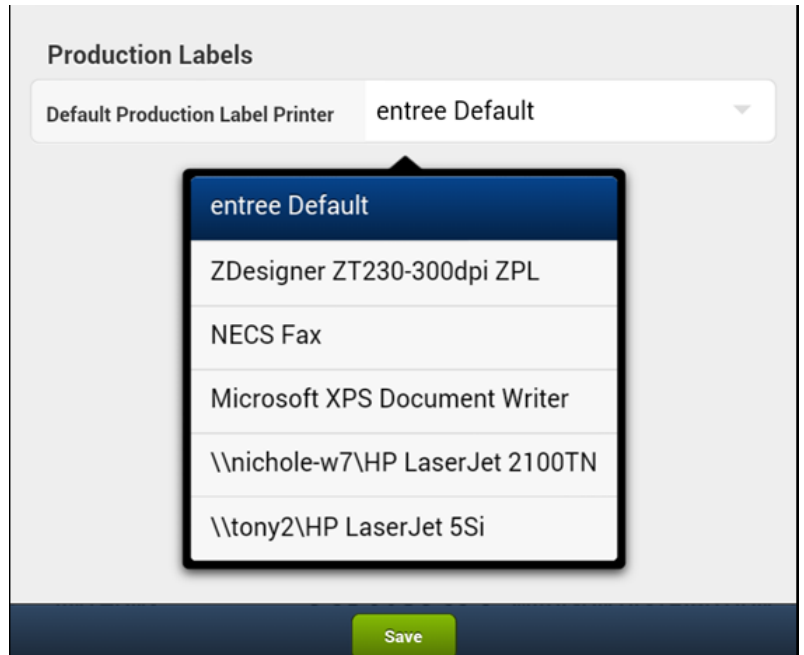 Production Labels
Default Production Label Printer entree Default
entree Default
ZDesigner ZT230-300dpi ZPL
NECS Fax
Microsoft XPS Document Writer
\\nichole-w7\HP LaserJet 2100TN
\\tony2\HP LaserJet 5Si
Save